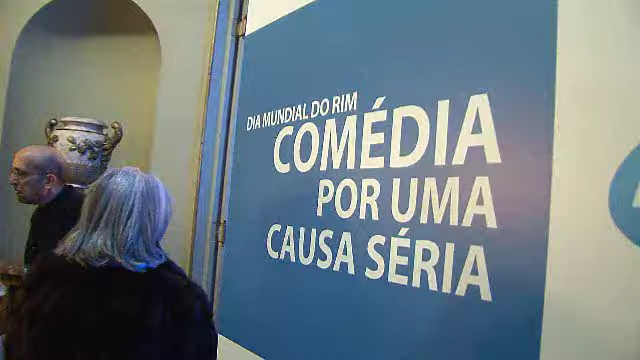 DIA MUNDIAL DO RIM
COMÉDIA
POR UMA
CAUSA SÉRIA